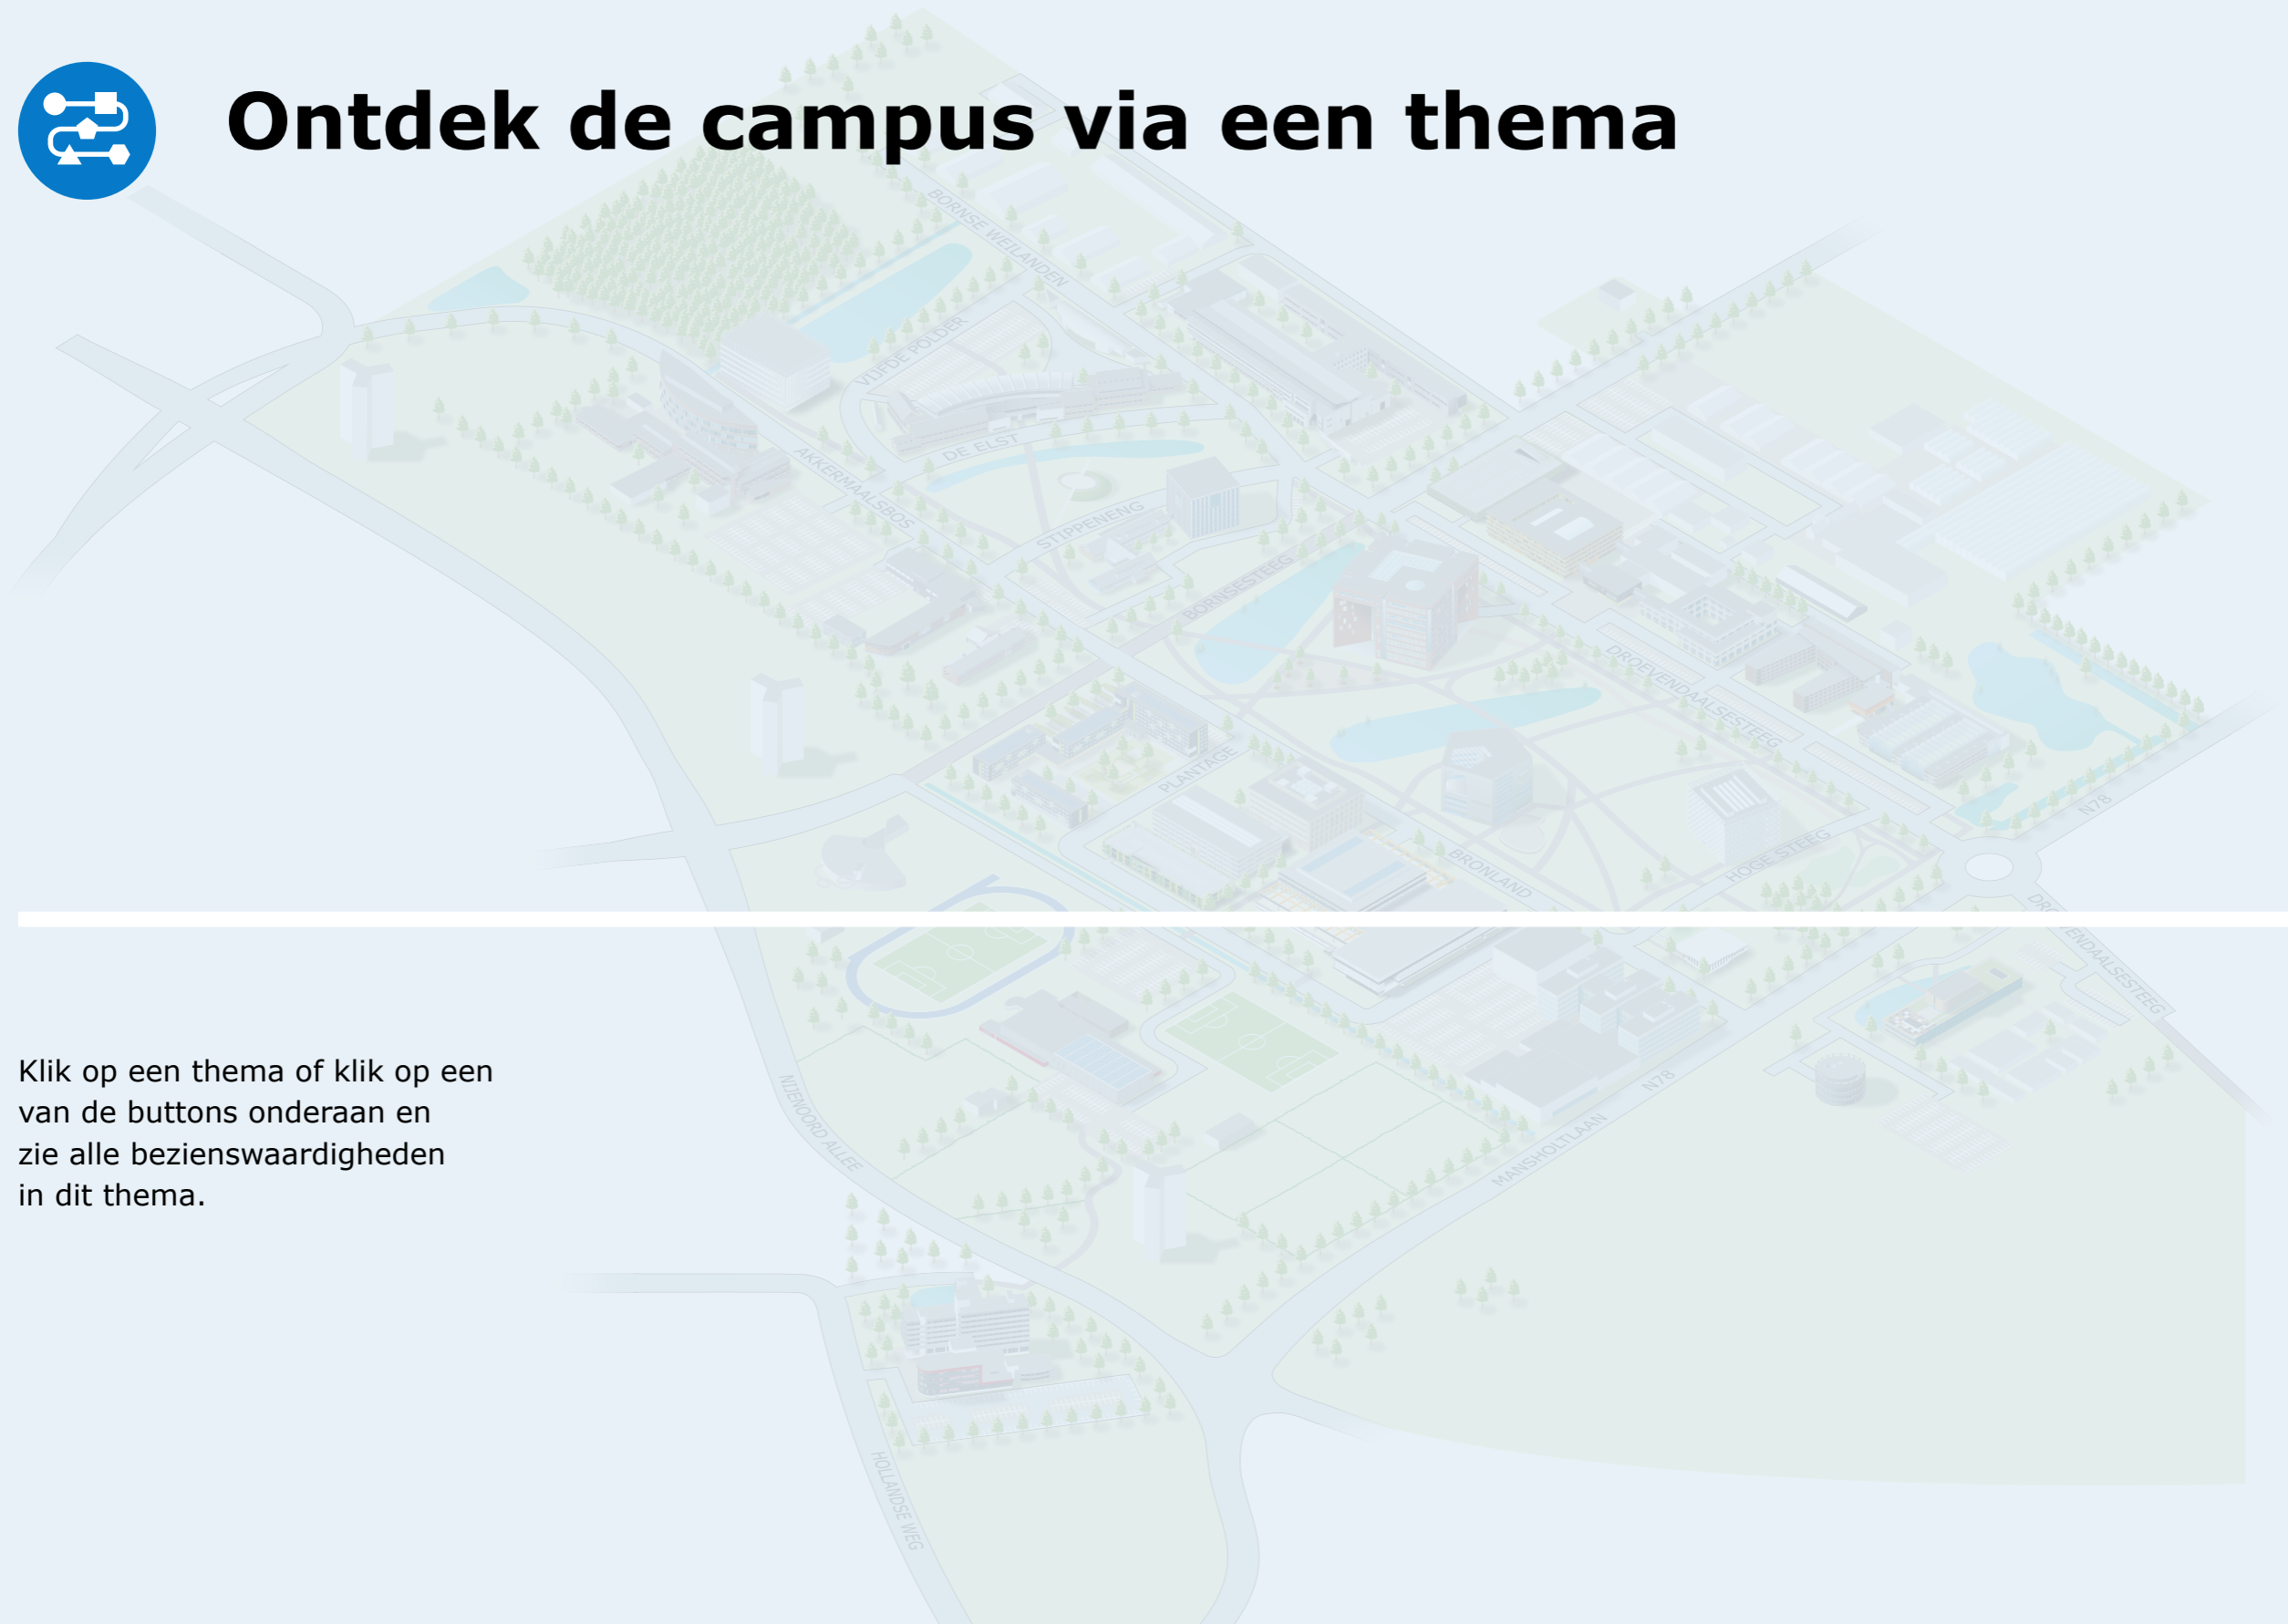 Ontdek de campus via een thema
BORNSE WEILANDEN
VIJFDE POLDER
DE ELST
AKKERMAALSBOS
STIPPENENG
BORNSESTEEG
DROEVENDAALSESTEEG
PLANTAGE
N78
BRONLAND
HOGE STEEG
DROEVENDAALSESTEEG
Klik op een thema of klik op een
van de buttons onderaan en
zie alle bezienswaardigheden
in dit thema.
NIJENOORD ALLEE
N78
MANSHOLTLAAN
HOLLANDSE WEG